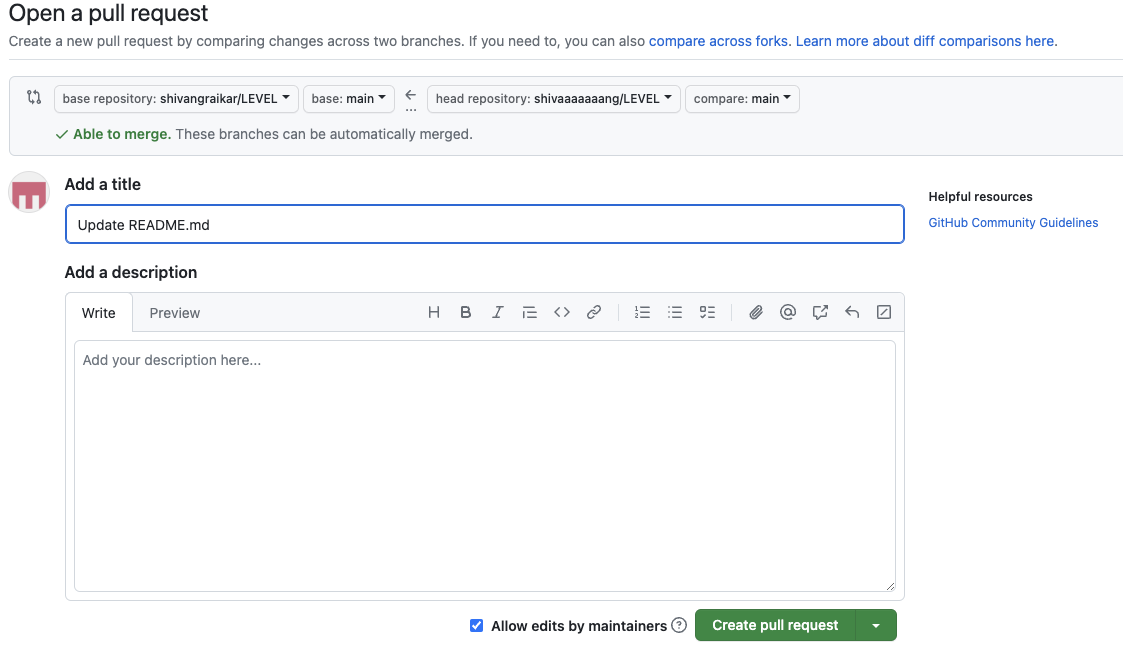 Open a pull request
Create a new pull request by comparing changes across two branches. If you need to, you can also compare across forks. Learn more about diff comparisons here.
base repository: shivangraikar/LEVEL base: main head repository: shivaaaaaaang/LEVEL compare: main
Able to merge. These branches can be automatically merged.
Add a title
Helpful resources
Update README.md
GitHub Community Guidelines
Add a description
Write Preview
Add your description here...
Allow edits by maintainers Create pull request